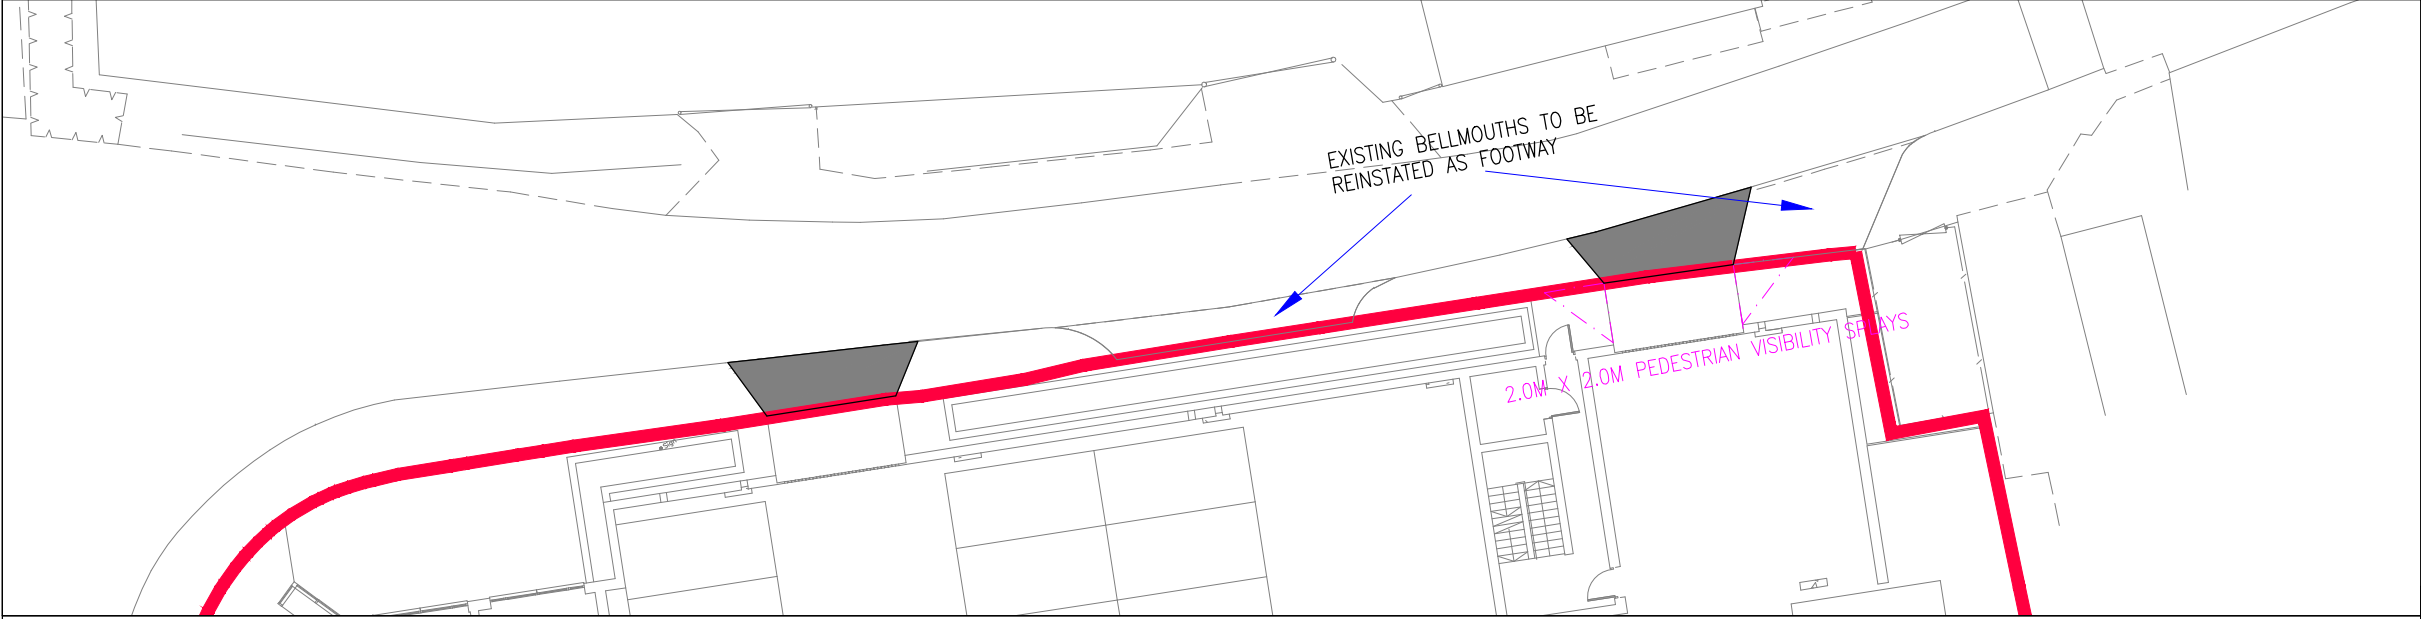 EXISTING BELLMOUTHS TO BE
REINSTATED AS FOOTWAY
2.0M X 2.0M PEDESTRIAN VISIBILITY SPLAYS